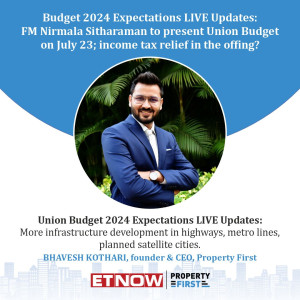 Budget 2024 Expectations LIVE Updates:
FM Nirmala Sitharaman to present Union Budget
on July 23; income tax relief in the offing?
Union Budget 2024 Expectations LIVE Updates:
More infrastructure development in highways, metro lines,
planned satellite cities.
BHAVESH KOTHARI, founder & CEO, Property First
ETNOW
PROPERTY
FIRST